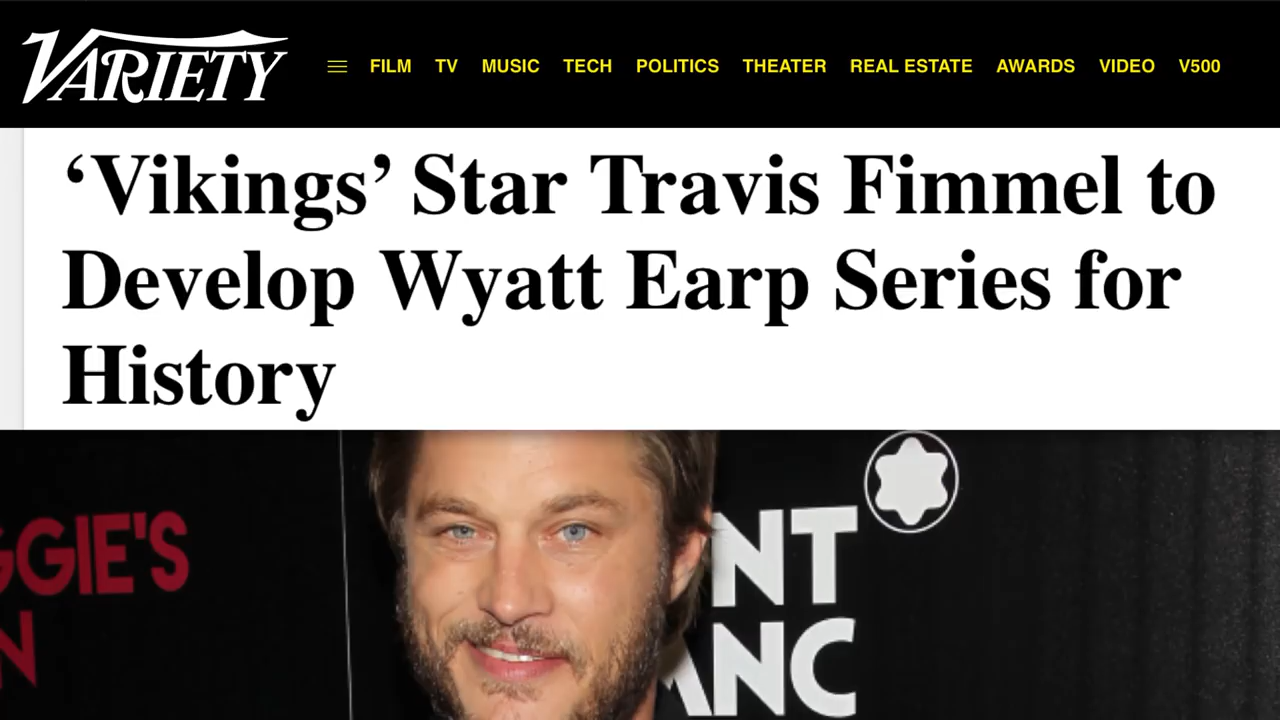 VARIETY
FILM TV MUSIC TECH POLITICS THEATER REAL ESTATE AWARDS VIDEO V500
‘Vikings’ Star Travis Fimmel to
Develop Wyatt Earp Series for
History
GGIE'S
N
NT
ANC